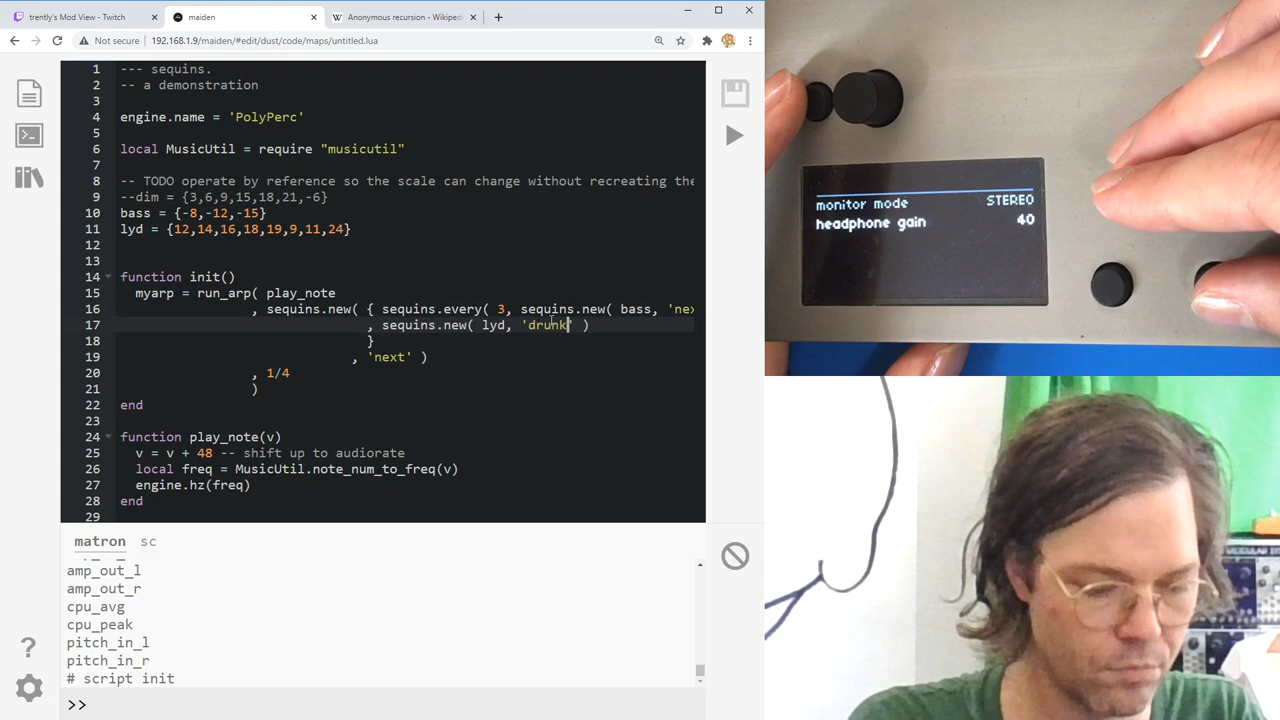 trently's Mod View - Twitch
maiden
Anonymous recursion - Wikiped
Not secure 192.168.1.9/maiden/#edit/dust/code/maps/untitled.lua
1 --- sequins.
2 -- a demonstration
3
4 engine.name = 'PolyPerc'
5
6 local MusicUtil = require "musicutil"
7
8 -- TODO operate by reference so the scale can change without recreating the
9 --dim = {3,6,9,15,18,21,-6}
10 bass = {-8,-12,-15}
11 lyd = {12,14,16,18,19,9,11,24}
12
13
14 function init()
15 myarp = run_arp( play_note
16 , sequins.new( { sequins.every( 3, sequins.new( bass, 'nex
17 , sequins.new( lyd, 'drunk' )
18 }
19 , 'next' )
20 , 1/4
21 )
22 end
23
24 function play_note(v)
25 v = v + 48 -- shift up to audiorate
26 local freq = MusicUtil.note_num_to_freq(v)
27 engine.hz(freq)
28 end
29
matron sc
amp_out_l
amp_out_r
cpu_avg
cpu_peak
pitch_in_l
pitch_in_r
# script init
>>
monitor mode STEREO
headphone gain 40